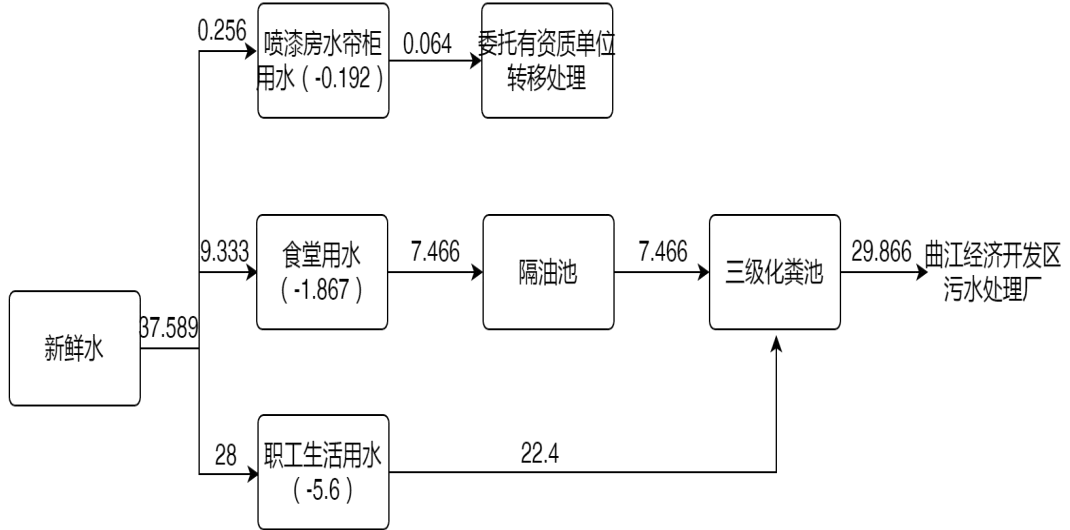 0.256
喷漆房水帘柜
用水（-0.192）
0.064
委托有资质单位
转移处理
9.333
食堂用水
（-1.867）
7.466
隔油池
7.466
三级化粪池
29.866
曲江经济开发区
污水处理厂
新鲜水
37.589
28
职工生活用水
（-5.6）
22.4